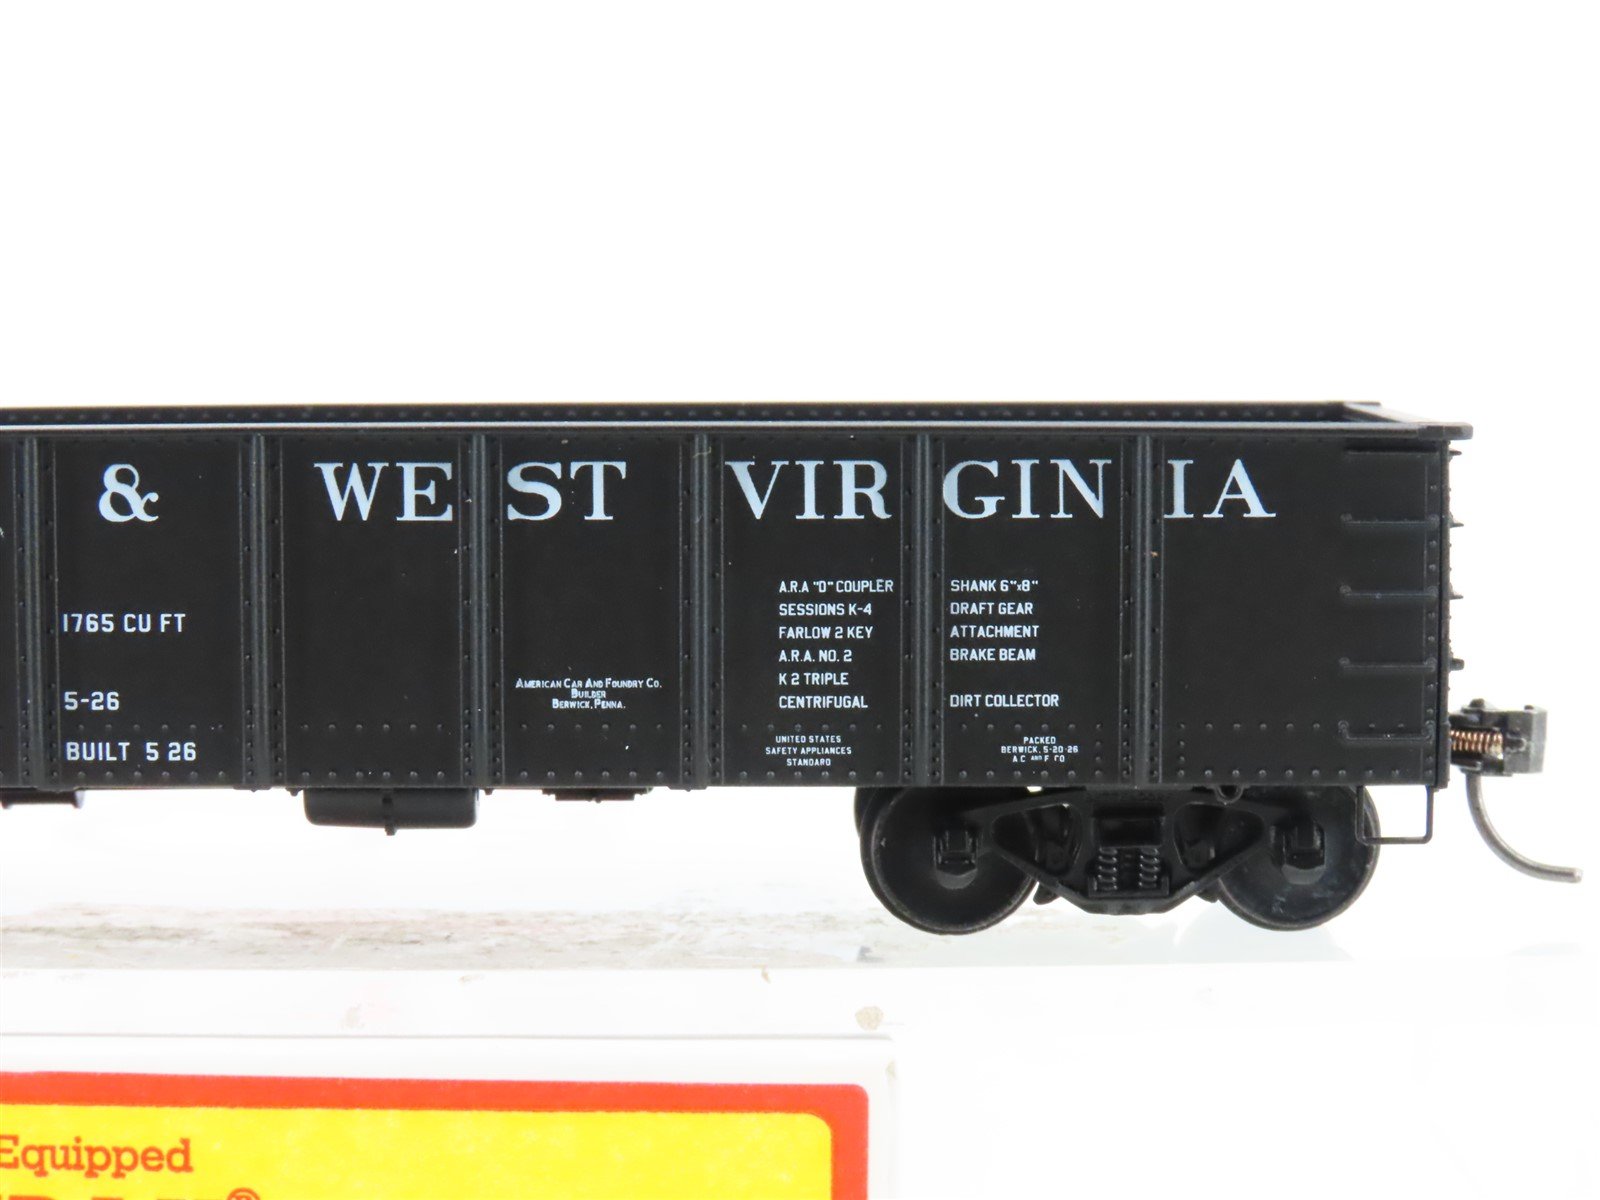 & WEST VIRGINIA
1765 CU FT
5-26
BUILT 5 26
AMERICAN CAR AND FOUNDRY CO.
BUILDER
BERWICK, PENNA.
A.R.A "D" COUPLER SHANK 6"x8"
SESSIONS K-4 DRAFT GEAR
FARLOW 2 KEY ATTACHMENT
A.R.A. NO. 2 BRAKE BEAM
K 2 TRIPLE
CENTRIFUGAL DIRT COLLECTOR
UNITED STATES
SAFETY APPLIANCES
STANDARD
PACKED
BERWICK, 5-20-26
A.C. AND F. CO
Equipped